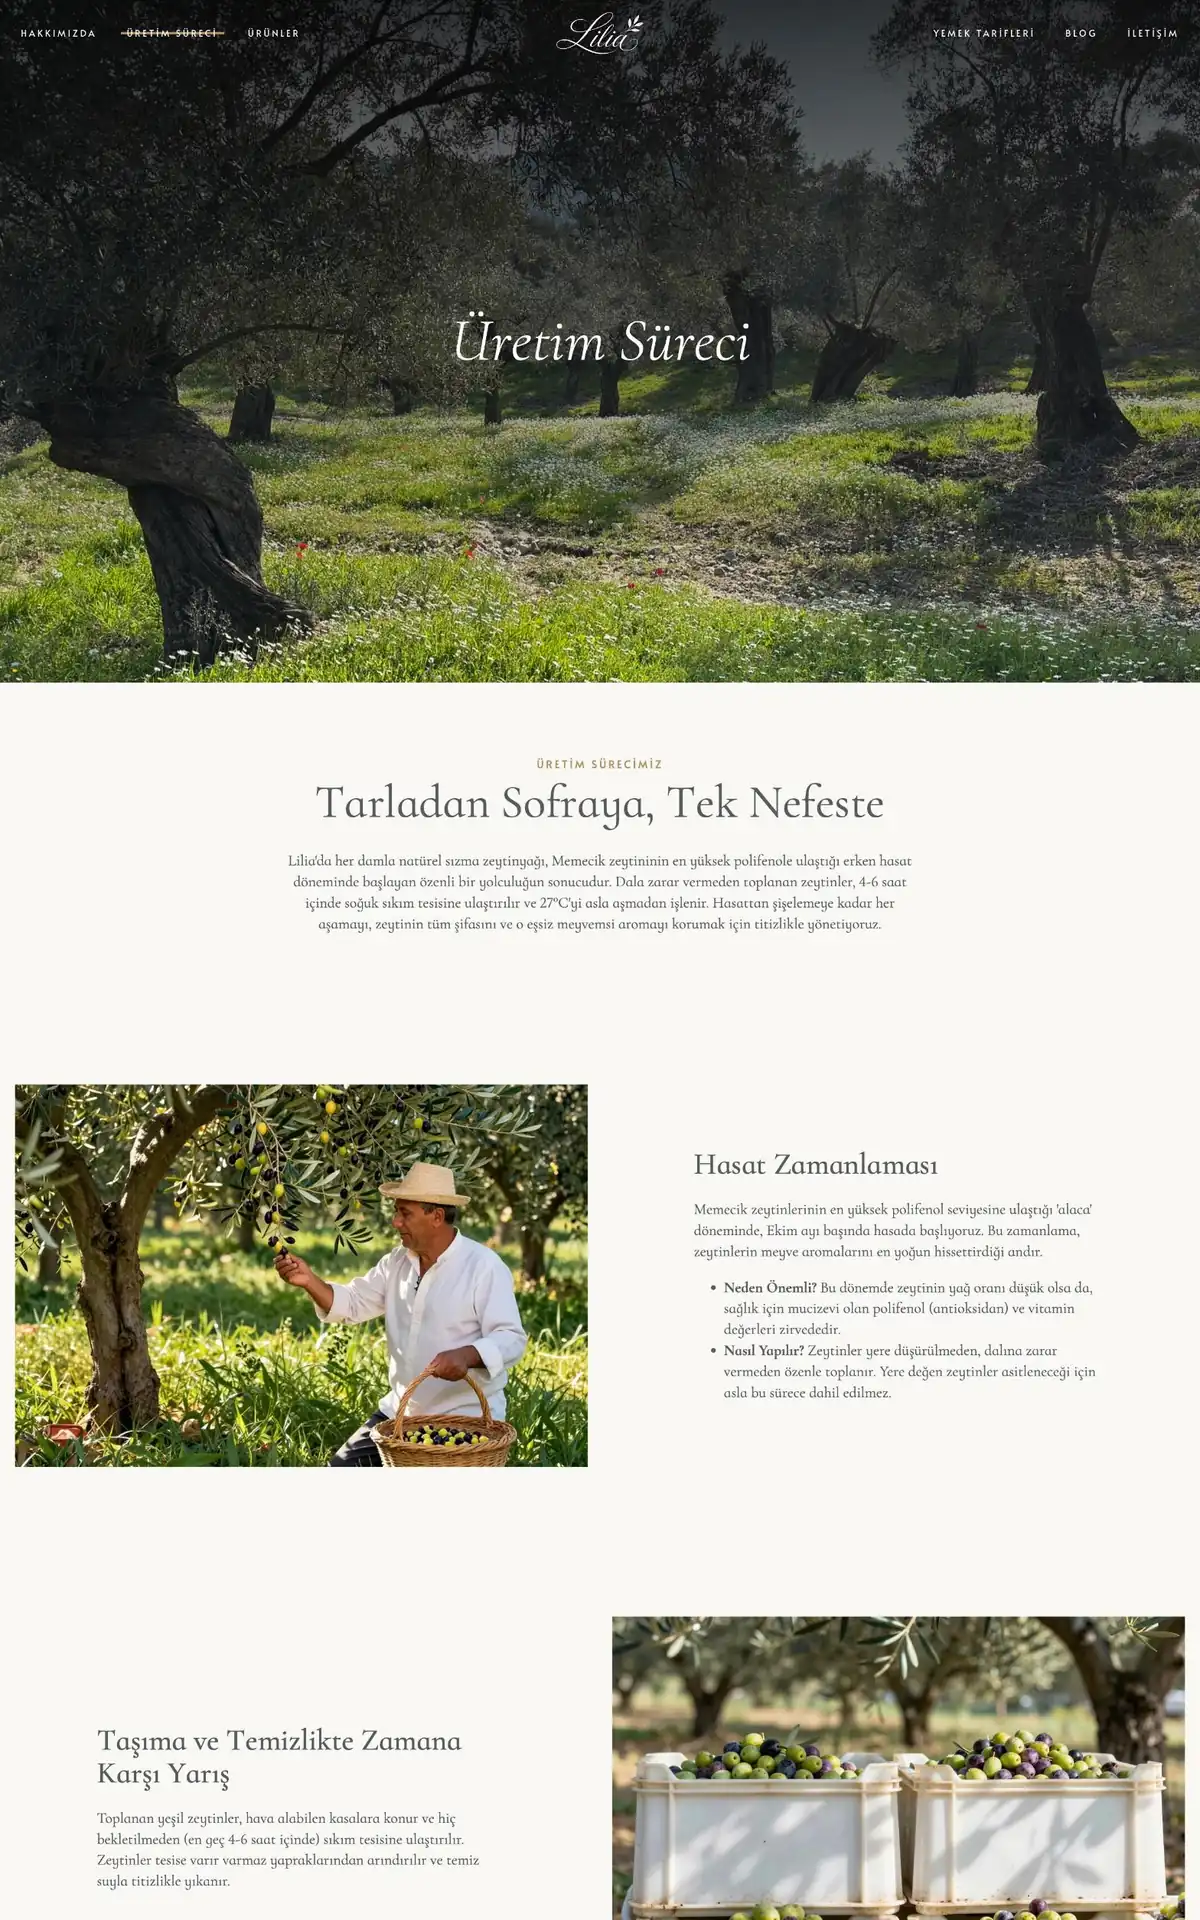 HAKKIMIZDA
ÜRETİM SÜRECİ
ÜRÜNLER
Lilia
YEMEK TARİFLERİ
BLOG
İLETİŞİM
Üretim Süreci
ÜRETİM SÜRECİMİZ
Tarladan Sofraya, Tek Nefeste
Lilia'da her damla natürel sızma zeytinyağı, Memecik zeytininin en yüksek polifenole ulaştığı erken hasat
döneminde başlayan özenli bir yolculuğun sonucudur. Dala zarar vermeden toplanan zeytinler, 4-6 saat
içinde soğuk sıkım tesisine ulaştırılır ve 27°C'yi asla aşmadan işlenir. Hasattan şişelemeye kadar her
aşamayı, zeytinin tüm şifasını ve o eşsiz meyvemsi aromayı korumak için titizlikle yönetiyoruz.
Hasat Zamanlaması
Memecik zeytinlerinin en yüksek polifenol seviyesine ulaştığı 'alaca'
döneminde, Ekim ayı başında hasada başlıyoruz. Bu zamanlama,
zeytinlerin meyve aromalarını en yoğun hissettirdiği andır.
• Neden Önemli? Bu dönemde zeytinin yağ oranı düşük olsa da,
sağlık için mucizevi olan polifenol (antioksidan) ve vitamin
değerleri zirvededir.
• Nasıl Yapılır? Zeytinler yere düşürülmeden, dalına zarar
vermeden özenle toplanır. Yere değen zeytinler asitleneceği için
asla bu sürece dahil edilmez.
Taşıma ve Temizlikte Zamana
Karşı Yarış
Toplanan yeşil zeytinler, hava alabilen kasalara konur ve hiç
bekletilmeden (en geç 4-6 saat içinde) sıkım tesisine ulaştırılır.
Zeytinler tesise varır varmaz yapraklarından arındırılır ve temiz
suyla titizlikle yıkanır.